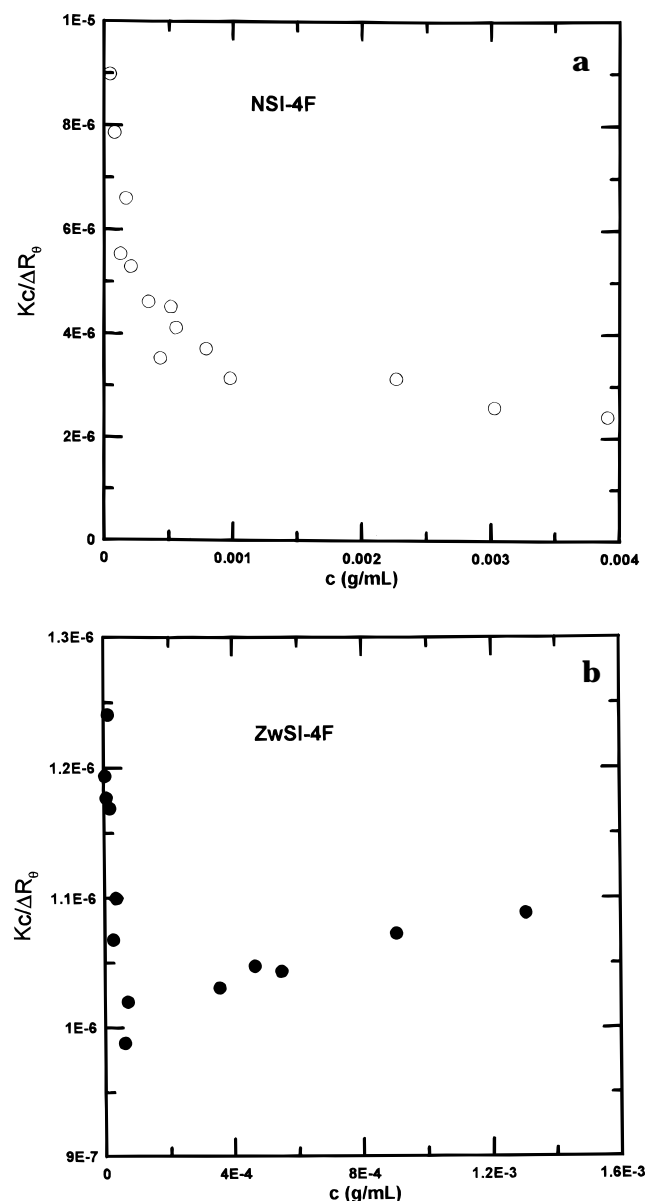 1E-5
a
NSI-4F
8E-6
6E-6
Kc/ΔRθ
4E-6
2E-6
0
0 0.001 0.002 0.003 0.004
c (g/mL)
1.3E-6
b
ZwSI-4F
1.2E-6
Kc/ΔRθ
1.1E-6
1E-6
9E-7
0 4E-4 8E-4 1.2E-3 1.6E-3
c (g/mL)